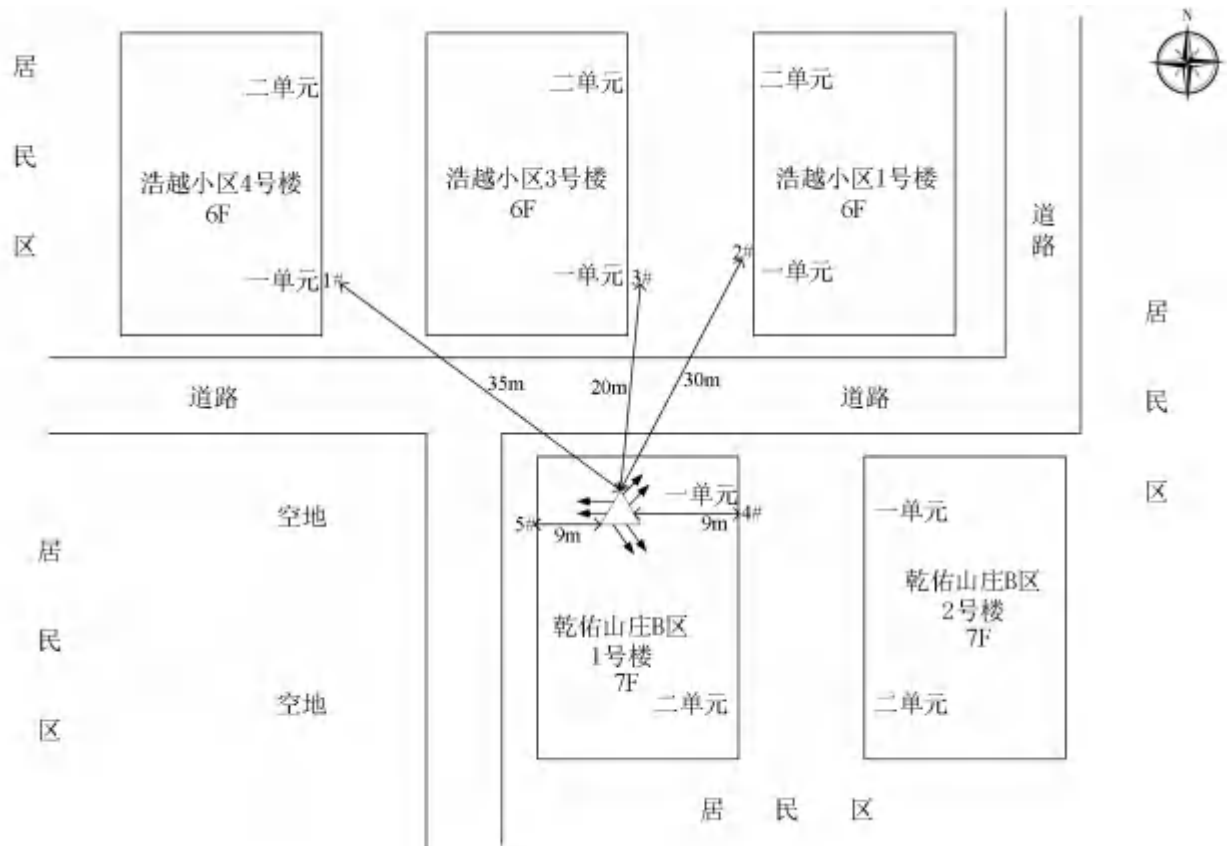 N
居
民
区
二单元
浩越小区4号楼
6F
一单元
1#
二单元
浩越小区3号楼
6F
一单元
3#
二单元
浩越小区1号楼
6F
2#
一单元
道
路
居
民
区
35m
20m
30m
道路
道路
空地
空地
居
民
区
一单元
5#
9m
9m
4#
乾佑山庄B区
1号楼
7F
二单元
一单元
乾佑山庄B区
2号楼
7F
二单元
居 民 区